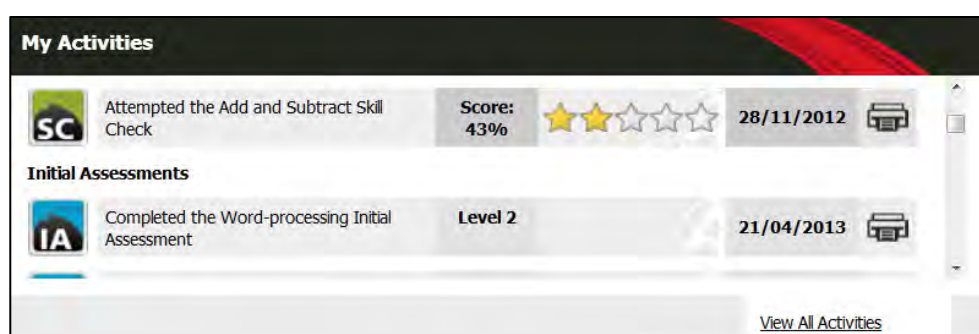 My Activities
SC
Attempted the Add and Subtract Skill
Check
Score:
43%
28/11/2012
Initial Assessments
IA
Completed the Word-processing Initial
Assessment
Level 2
21/04/2013
View All Activities